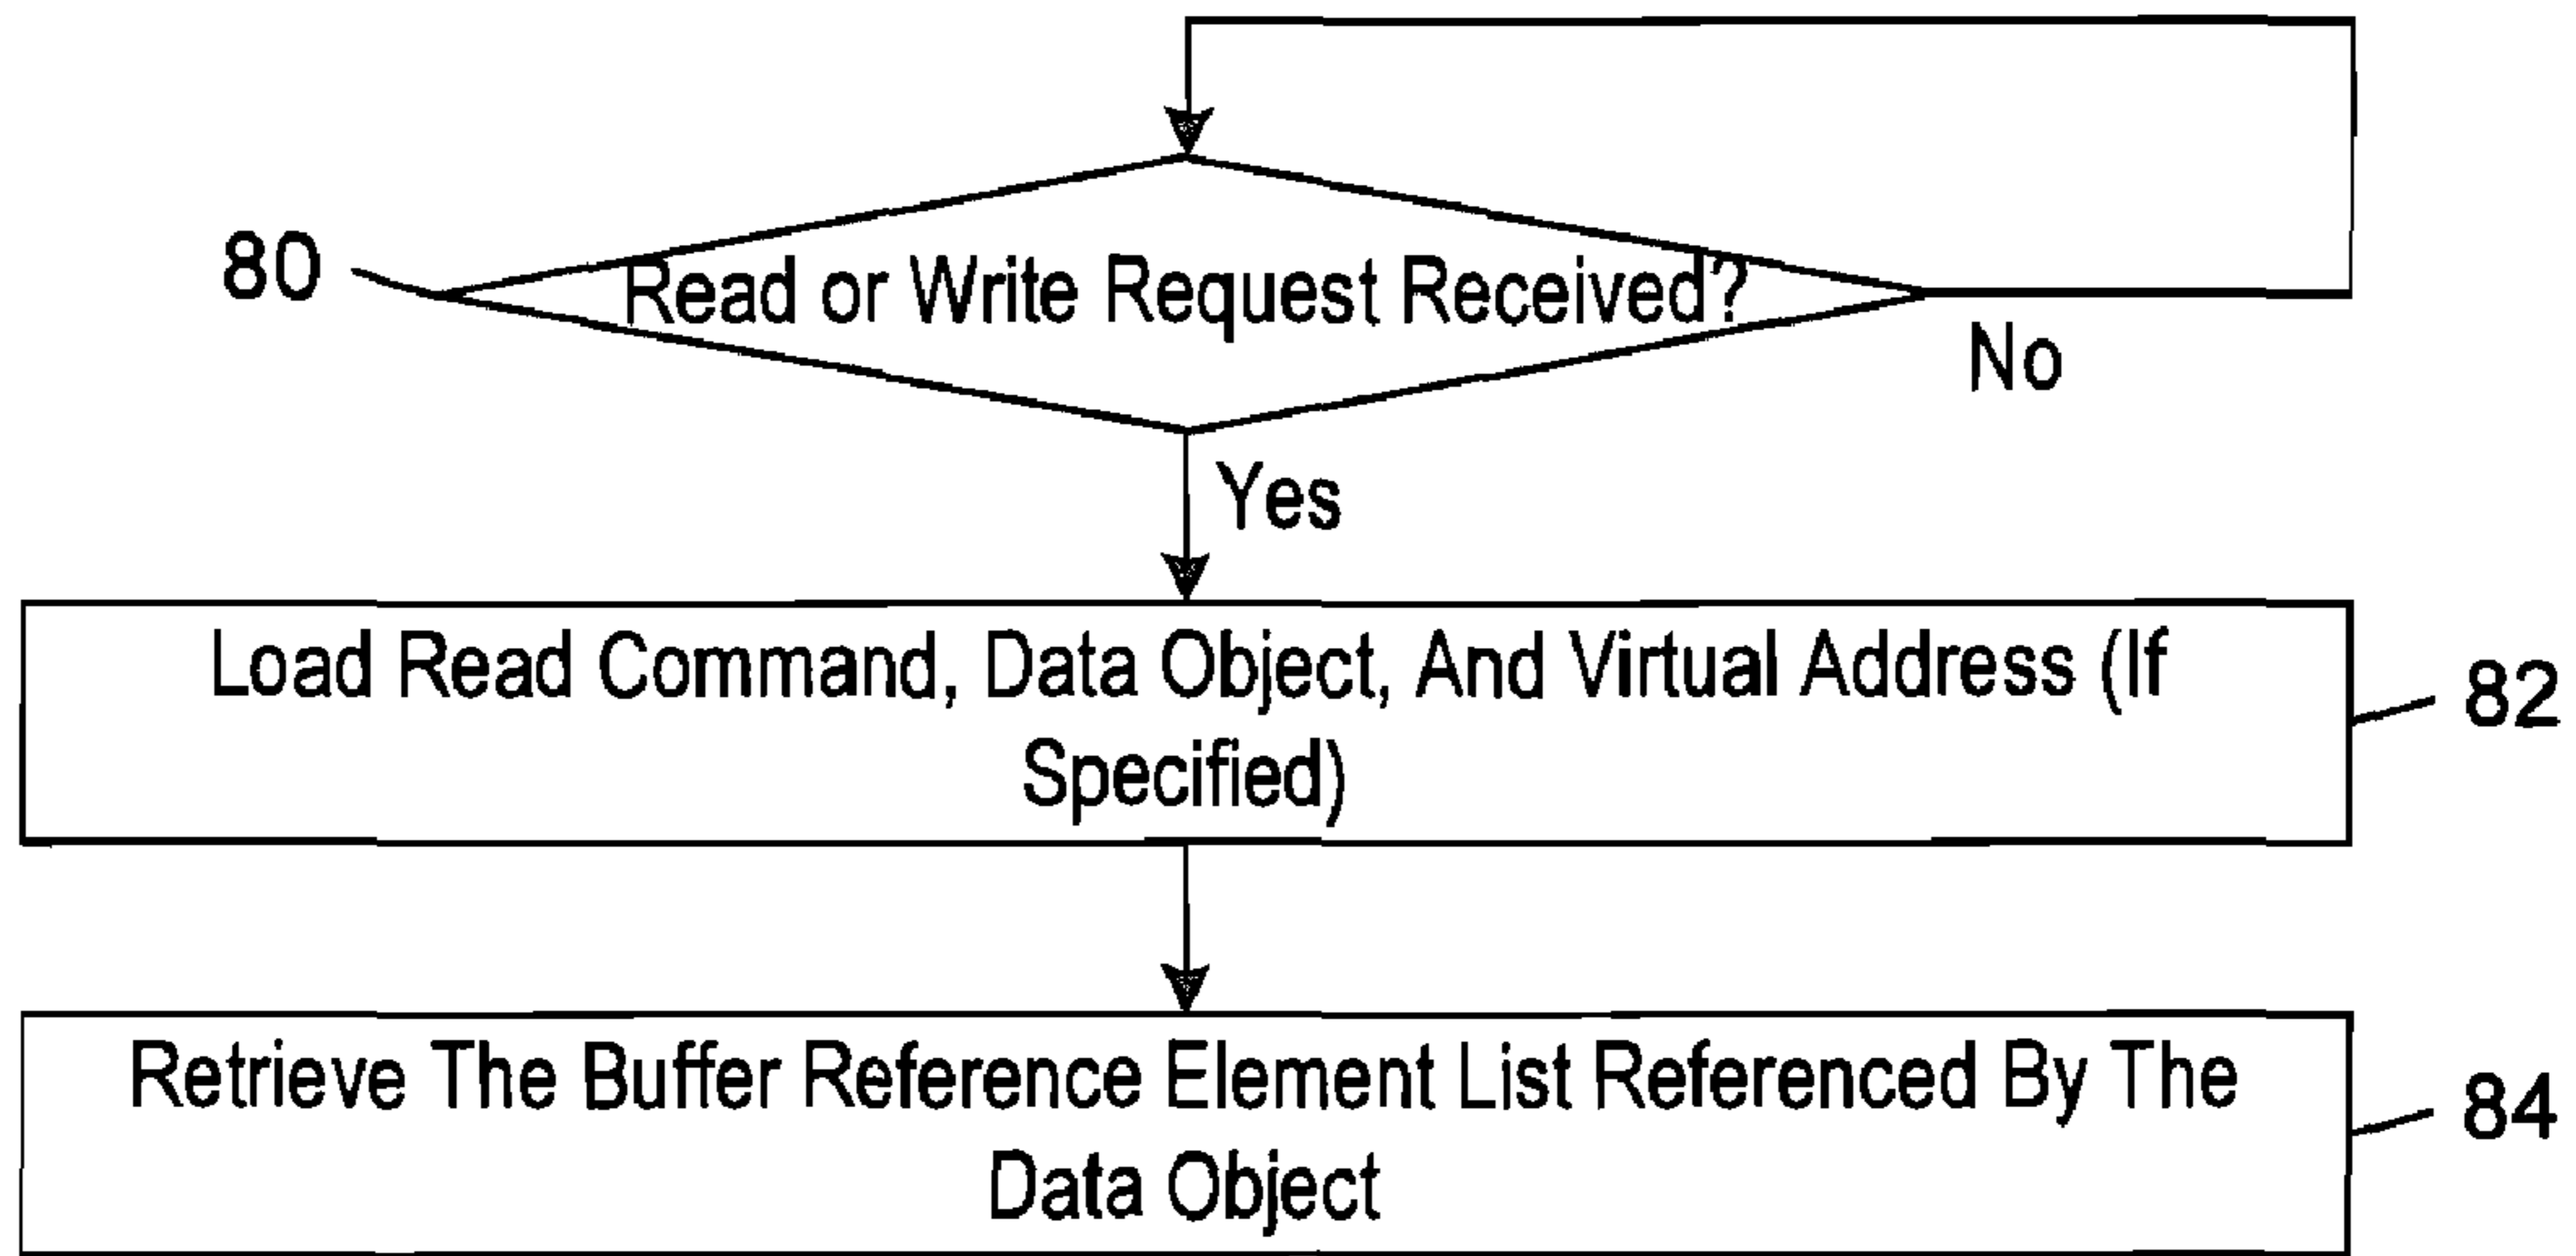 80
Read or Write Request Received?
No
Yes
Load Read Command, Data Object, And Virtual Address (If
Specified)
82
Retrieve The Buffer Reference Element List Referenced By The
Data Object
84